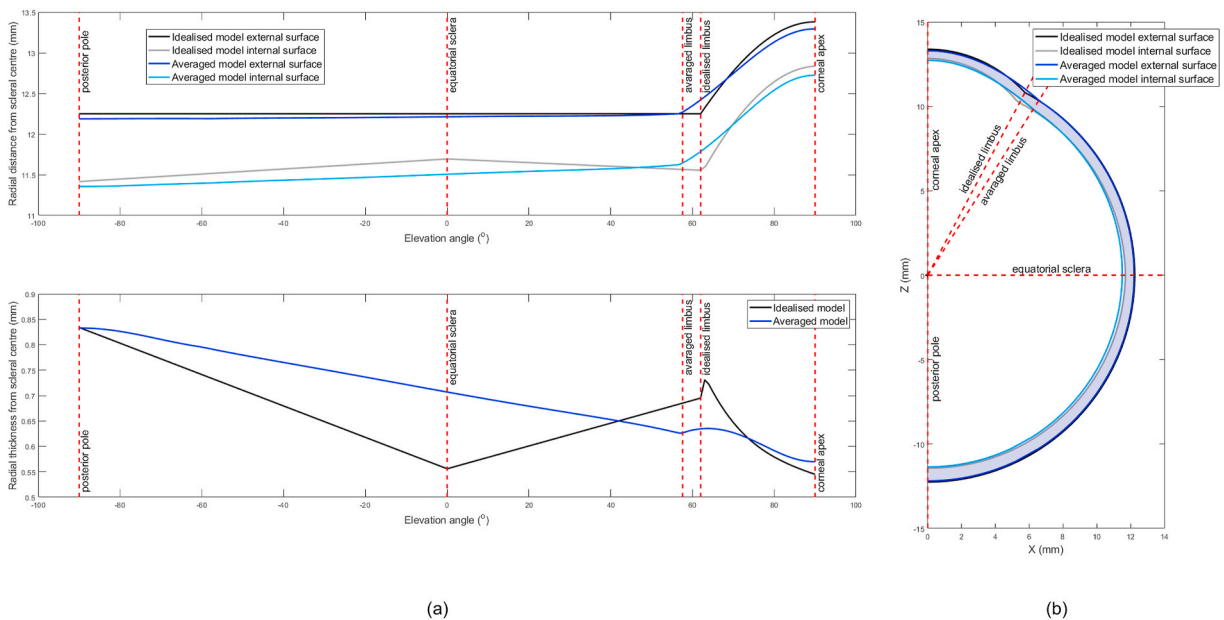 13.5
13
12.5
12
11.5
11
Radial distance from scleral centre (mm)
Idealised model external surface
Idealised model internal surface
Averaged model external surface
Averaged model internal surface
posterior pole
equatorial sclera
avaraged limbus
idealised limbus
corneal apex
-100 -80 -60 -40 -20 0 20 40 60 80 100
Elevation angle (°)
0.9
0.85
0.8
0.75
0.7
0.65
0.6
0.55
0.5
Radial thickness from scleral centre (mm)
Idealised model
Averaged model
posterior pole
equatorial sclera
avaraged limbus
idealised limbus
corneal apex
-100 -80 -60 -40 -20 0 20 40 60 80 100
Elevation angle (°)
(a)
15
10
5
0
-5
-10
-15
Z (mm)
Idealised model external surface
Idealised model internal surface
Averaged model external surface
Averaged model internal surface
corneal apex
idealised limbus
avaraged limbus
equatorial sclera
posterior pole
0 2 4 6 8 10 12 14
X (mm)
(b)